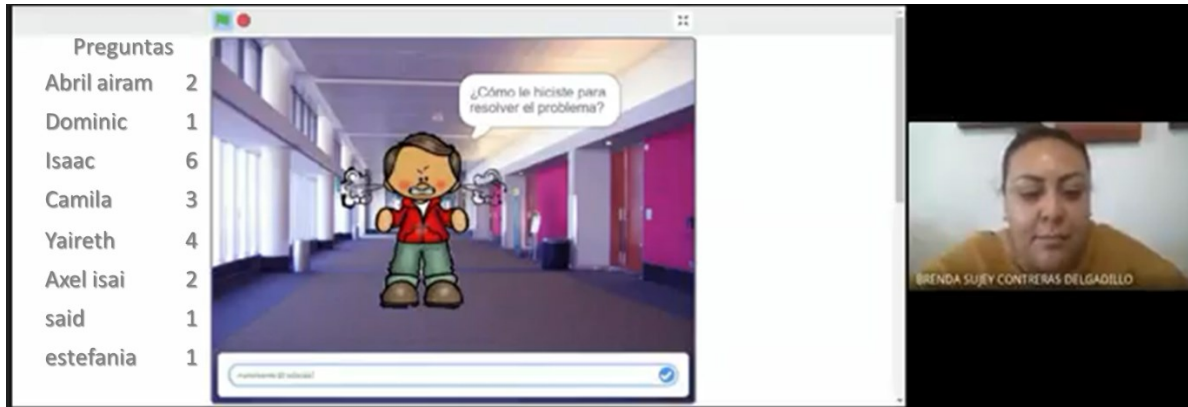 Preguntas
Abril airam 2
Dominic 1
Isaac 6
Camila 3
Yaireth 4
Axel isai 2
said 1
estefania 1
¿Cómo le hiciste para
resolver el problema?
BRENDA SUJEY CONTRERAS DELGADILLO